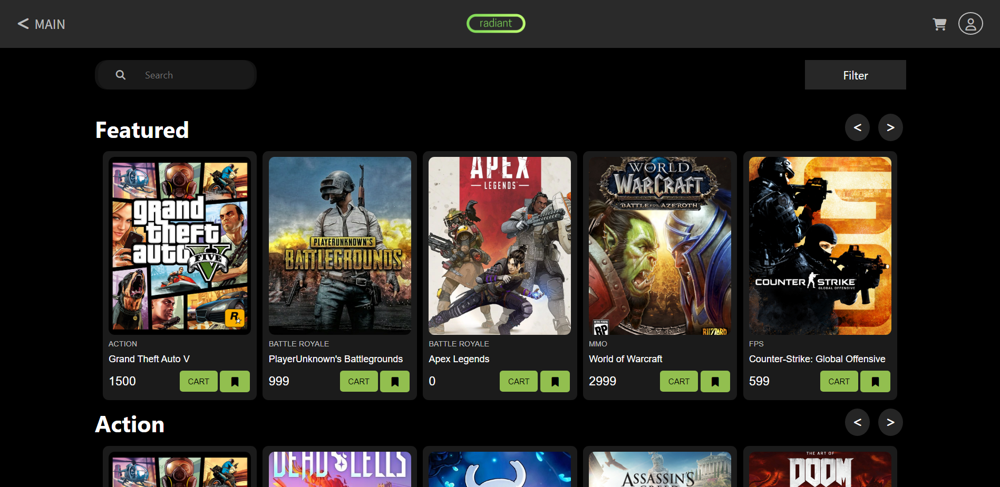 < MAIN
radiant
Search
Filter
Featured
< >
grand
theft
auto
FIVE
V
R
PLAYERUNKNOWN'S
BATTLEGROUNDS
APEX
LEGENDS
WORLD
OF
WARCRAFT
BATTLE FOR AZEROTH
RP
BLIZZARD
COUNTER STRIKE
GLOBAL OFFENSIVE
ACTION
Grand Theft Auto V
1500 CART
BATTLE ROYALE
PlayerUnknown's Battlegrounds
999 CART
BATTLE ROYALE
Apex Legends
0 CART
MMO
World of Warcraft
2999 CART
FPS
Counter-Strike: Global Offensive
599 CART
Action
< >
DEAD CELLS
ASSASSIN'S
CREED
THE ART OF
DOOM